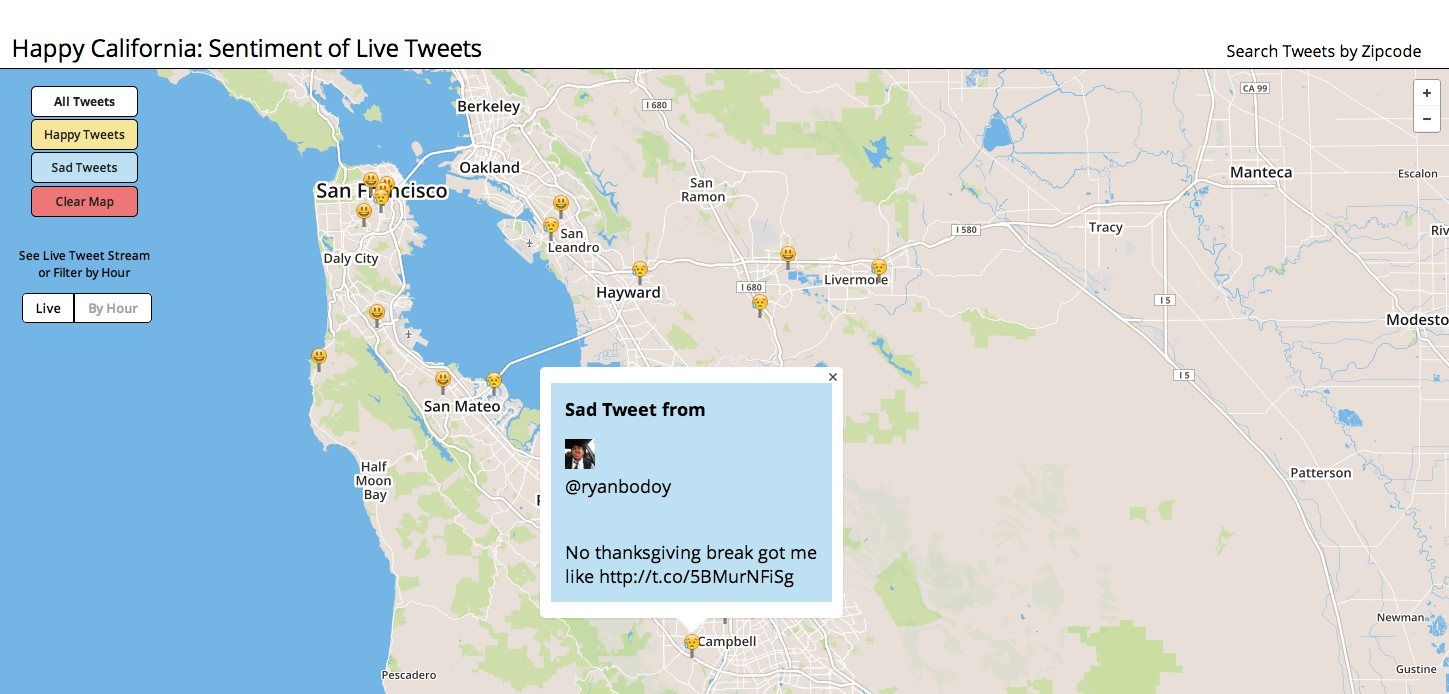 Happy California: Sentiment of Live Tweets
Search Tweets by Zipcode
All Tweets
Happy Tweets
Sad Tweets
Clear Map
See Live Tweet Stream
or Filter by Hour
Live
By Hour
+
−
Berkeley
I 680
CA 99
Oakland
San Francisco
San
Ramon
Manteca
Escalon
San
Leandro
I 580
Tracy
Daly City
Hayward
I 680
Livermore
I 5
Modesto
I 5
San Mateo
Half
Moon
Bay
Patterson
×
Sad Tweet from
@ryanbodoy
No thanksgiving break got me
like http://t.co/5BMurNFiSg
Campbell
Newman
Pescadero
Gustine